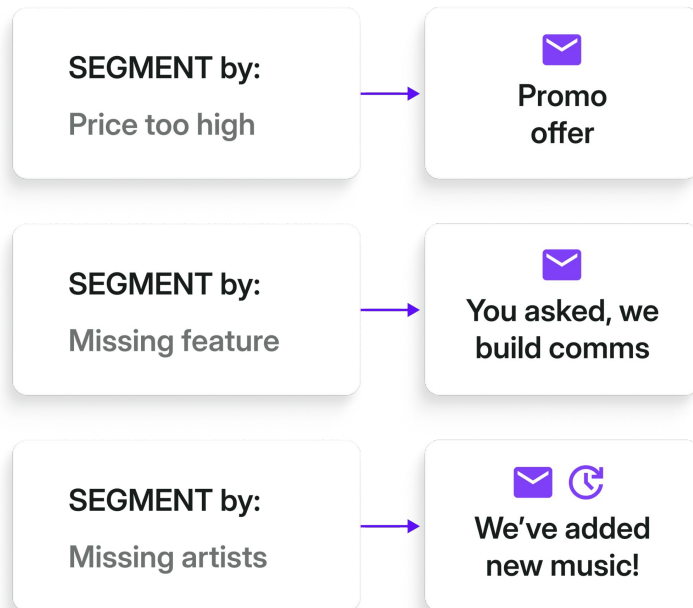 SEGMENT by:
Price too high
Promo
offer
SEGMENT by:
Missing feature
You asked, we
build comms
SEGMENT by:
Missing artists
We’ve added
new music!